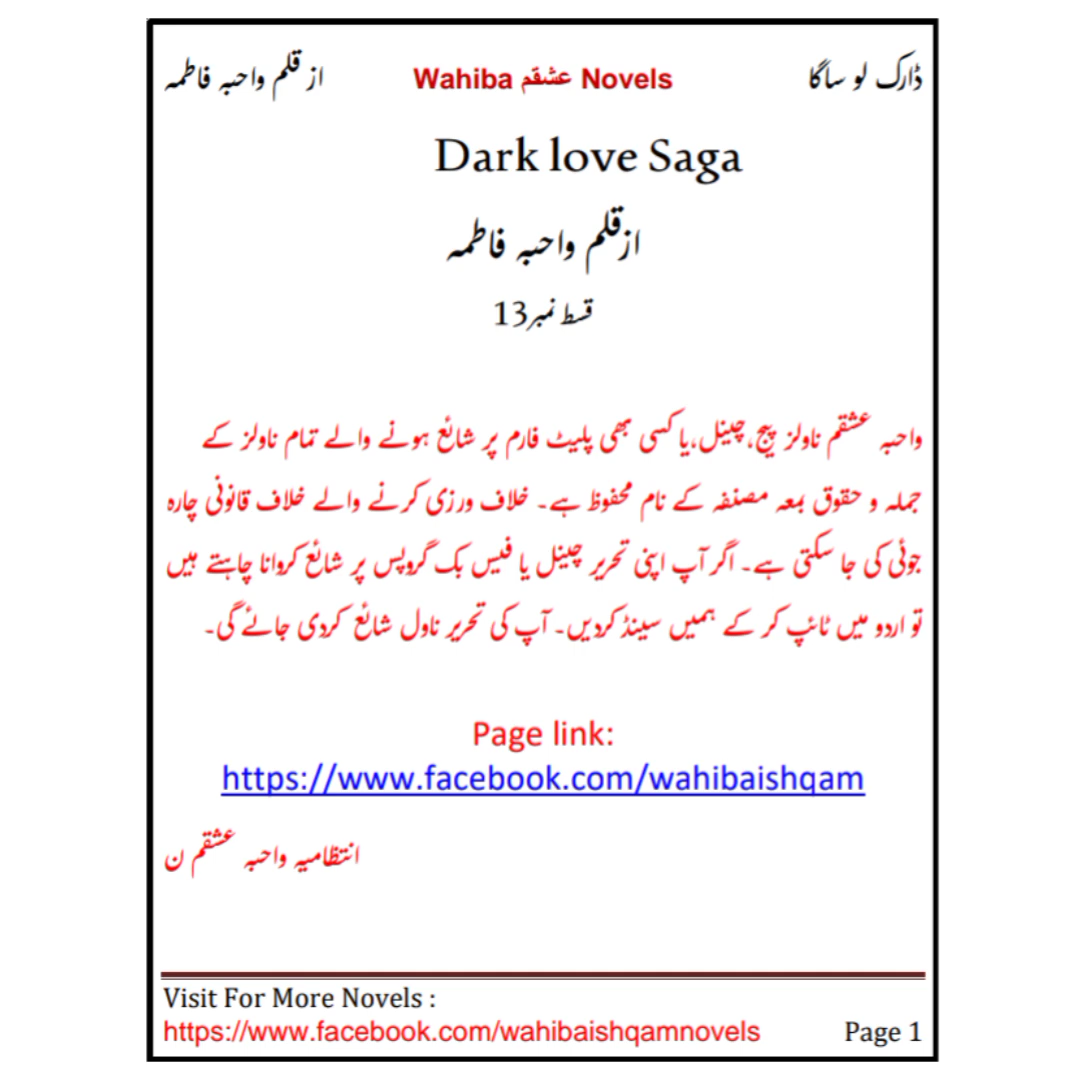 ڈارک لو ساگا Wahiba عشقم Novels از قلم واحبہ فاطمہ
Dark love Saga
ازقلم واحبہ فاطمہ
قسط نمبر13
واحبہ عشقم ناولز پیج،چینل،یا کسی بھی پلیٹ فارم پر شائع ہونے والے تمام ناولز کے
جملہ و حقوق بمعہ مصنفہ کے نام محفوظ ہے۔ خلاف ورزی کرنے والے خلاف قانونی چارہ
جوئی کی جا سکتی ہے۔ اگر آپ اپنی تحریر چینل یا فیس بک گروپس پر شائع کروانا چاہتے ہیں
تو اردو میں ٹائپ کر کے ہمیں سینڈ کردیں۔ آپ کی تحریر ناول شائع کردی جائے گی۔
Page link:
https://www.facebook.com/wahibaishqam
انتظامیہ واحبہ عشقم ن
Visit For More Novels :
https://www.facebook.com/wahibaishqamnovels Page 1